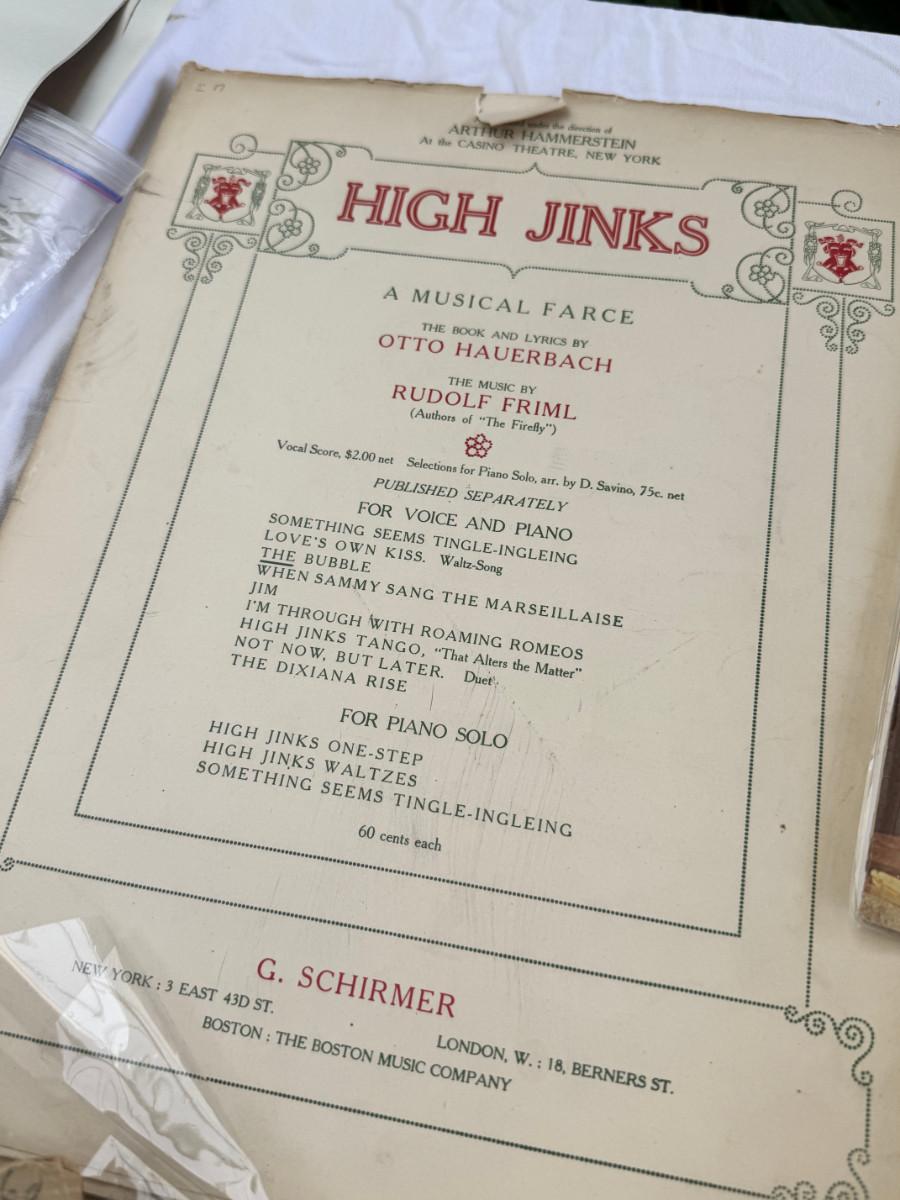 under the direction of
ARTHUR HAMMERSTEIN
At the CASINO THEATRE, NEW YORK
HIGH JINKS
A MUSICAL FARCE
THE BOOK AND LYRICS BY
OTTO HAUERBACH
THE MUSIC BY
RUDOLF FRIML
(Authors of "The Firefly")
Vocal Score, $2.00 net Selections for Piano Solo, arr. by D. Savino, 75c. net
PUBLISHED SEPARATELY
FOR VOICE AND PIANO
SOMETHING SEEMS TINGLE-INGLEING
LOVE'S OWN KISS. Waltz-Song
THE BUBBLE
WHEN SAMMY SANG THE MARSEILLAISE
JIM
I'M THROUGH WITH ROAMING ROMEOS
HIGH JINKS TANGO, "That Alters the Matter"
NOT NOW, BUT LATER. Duet
THE DIXIANA RISE
FOR PIANO SOLO
HIGH JINKS ONE-STEP
HIGH JINKS WALTZES
SOMETHING SEEMS TINGLE-INGLEING
60 cents each
G. SCHIRMER
NEW YORK : 3 EAST 43D ST.
LONDON, W. : 18, BERNERS ST.
BOSTON : THE BOSTON MUSIC COMPANY